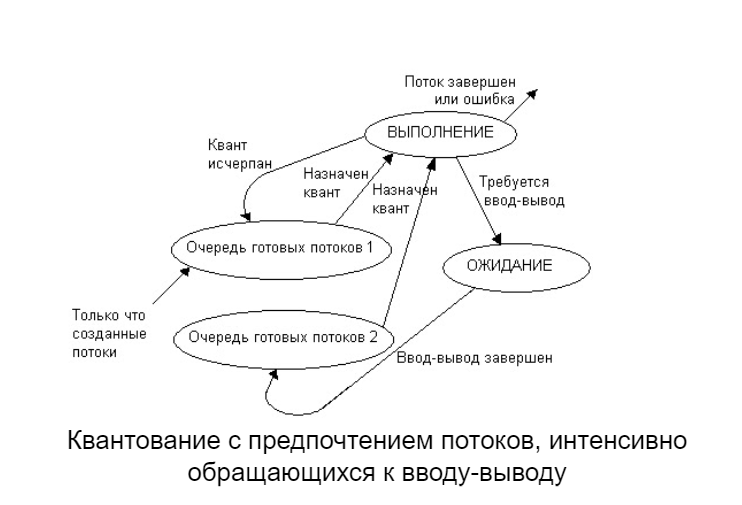 Поток завершен
или ошибка
ВЫПОЛНЕНИЕ
Квант
исчерпан
Назначен
квант
Назначен
квант
Требуется
ввод-вывод
Очередь готовых потоков 1
ОЖИДАНИЕ
Только что
созданные
потоки
Очередь готовых потоков 2
Ввод-вывод завершен
Квантование с предпочтением потоков, интенсивно
обращающихся к вводу-выводу